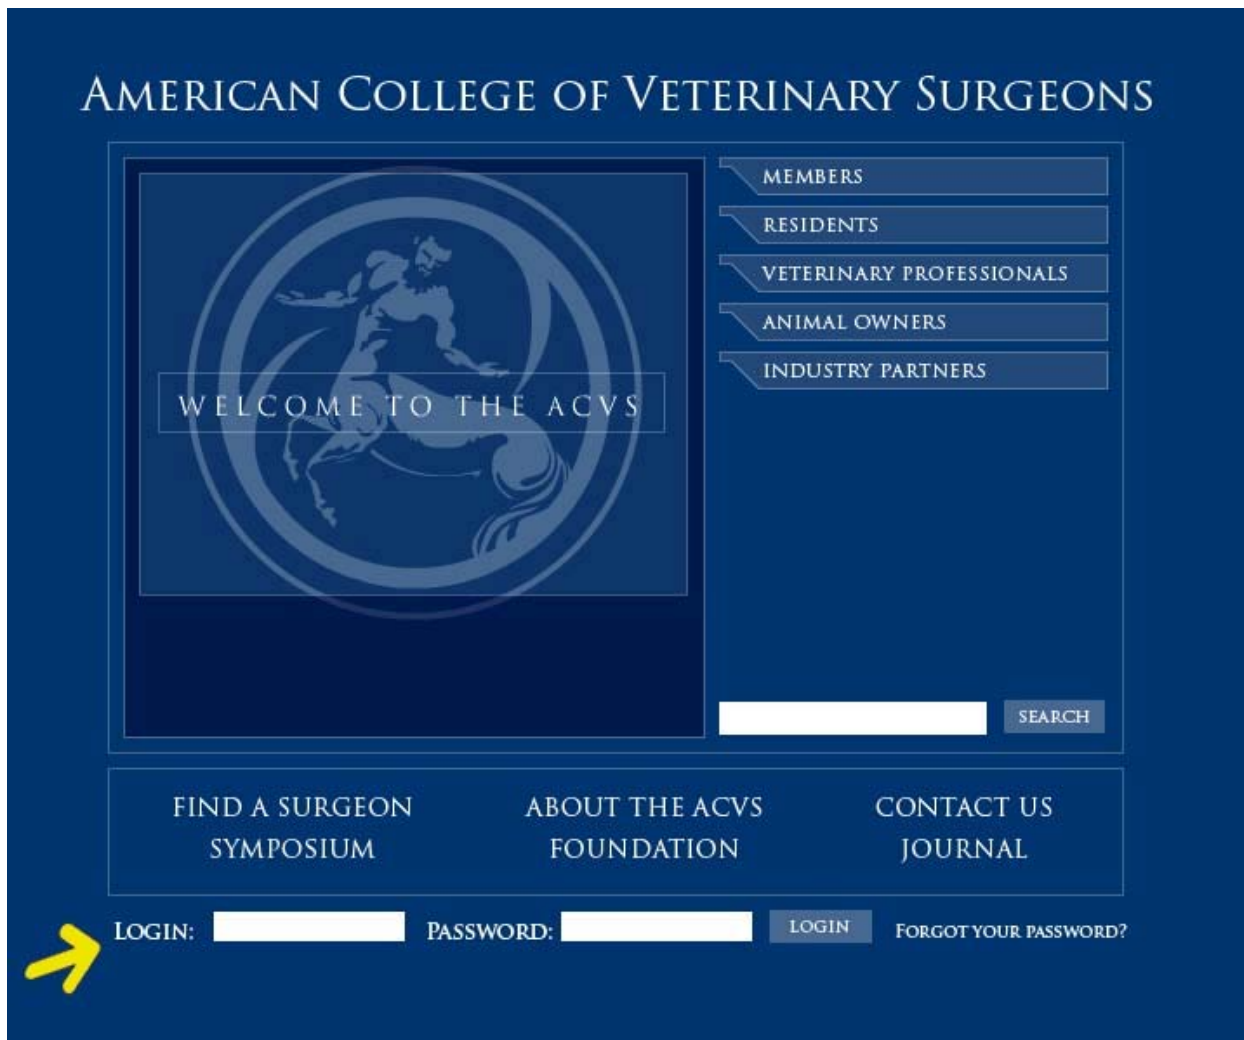 AMERICAN COLLEGE OF VETERINARY SURGEONS
WELCOME TO THE ACVS
MEMBERS
RESIDENTS
VETERINARY PROFESSIONALS
ANIMAL OWNERS
INDUSTRY PARTNERS
SEARCH
FIND A SURGEON
ABOUT THE ACVS
CONTACT US
SYMPOSIUM
FOUNDATION
JOURNAL
LOGIN: PASSWORD: LOGIN FORGOT YOUR PASSWORD?